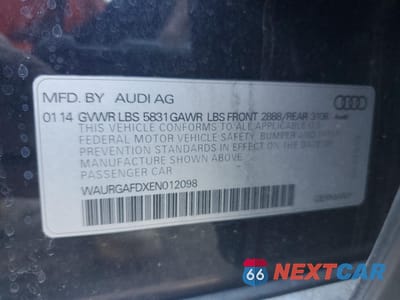 MFD. BY AUDI AG
01 14 GVWR LBS 5831 GAWR LBS FRONT 2888/REAR 3108 Audi
THIS VEHICLE CONFORMS TO ALL APPLICABLE U.S.
FEDERAL MOTOR VEHICLE SAFETY, BUMPER AND THEFT
PREVENTION STANDARDS IN EFFECT ON THE DATE OF
MANUFACTURE SHOWN ABOVE
PASSENGER CAR
WAURGAFDXEN012098
GERMANY
66 NEXTCAR